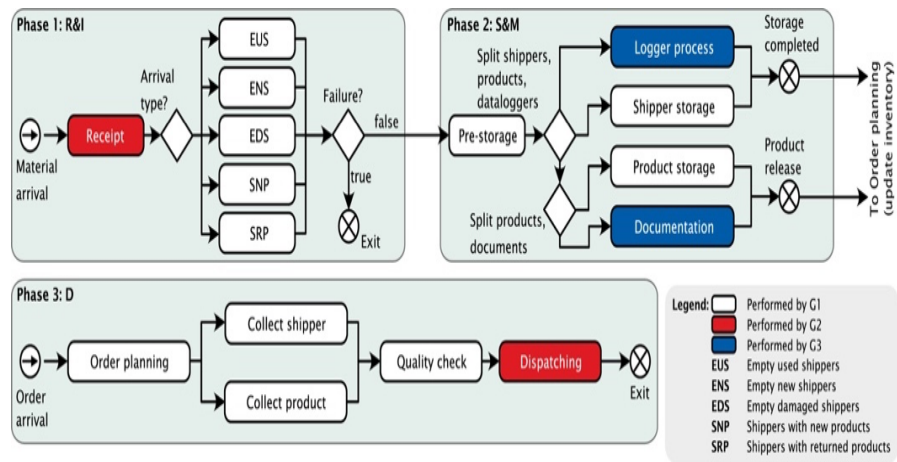 Phase 1: R&I
Material
arrival
Receipt
Arrival
type?
EUS
ENS
EDS
SNP
SRP
Failure?
false
true
Exit
Phase 2: S&M
Pre-storage
Split shippers,
products,
dataloggers
Split products,
documents
Logger process
Shipper storage
Product storage
Documentation
Storage
completed
Product
release
To Order planning
(update inventory)
Phase 3: D
Order
arrival
Order planning
Collect shipper
Collect product
Quality check
Dispatching
Exit
Legend:
Performed by G1
Performed by G2
Performed by G3
EUS Empty used shippers
ENS Empty new shippers
EDS Empty damaged shippers
SNP Shippers with new products
SRP Shippers with returned products